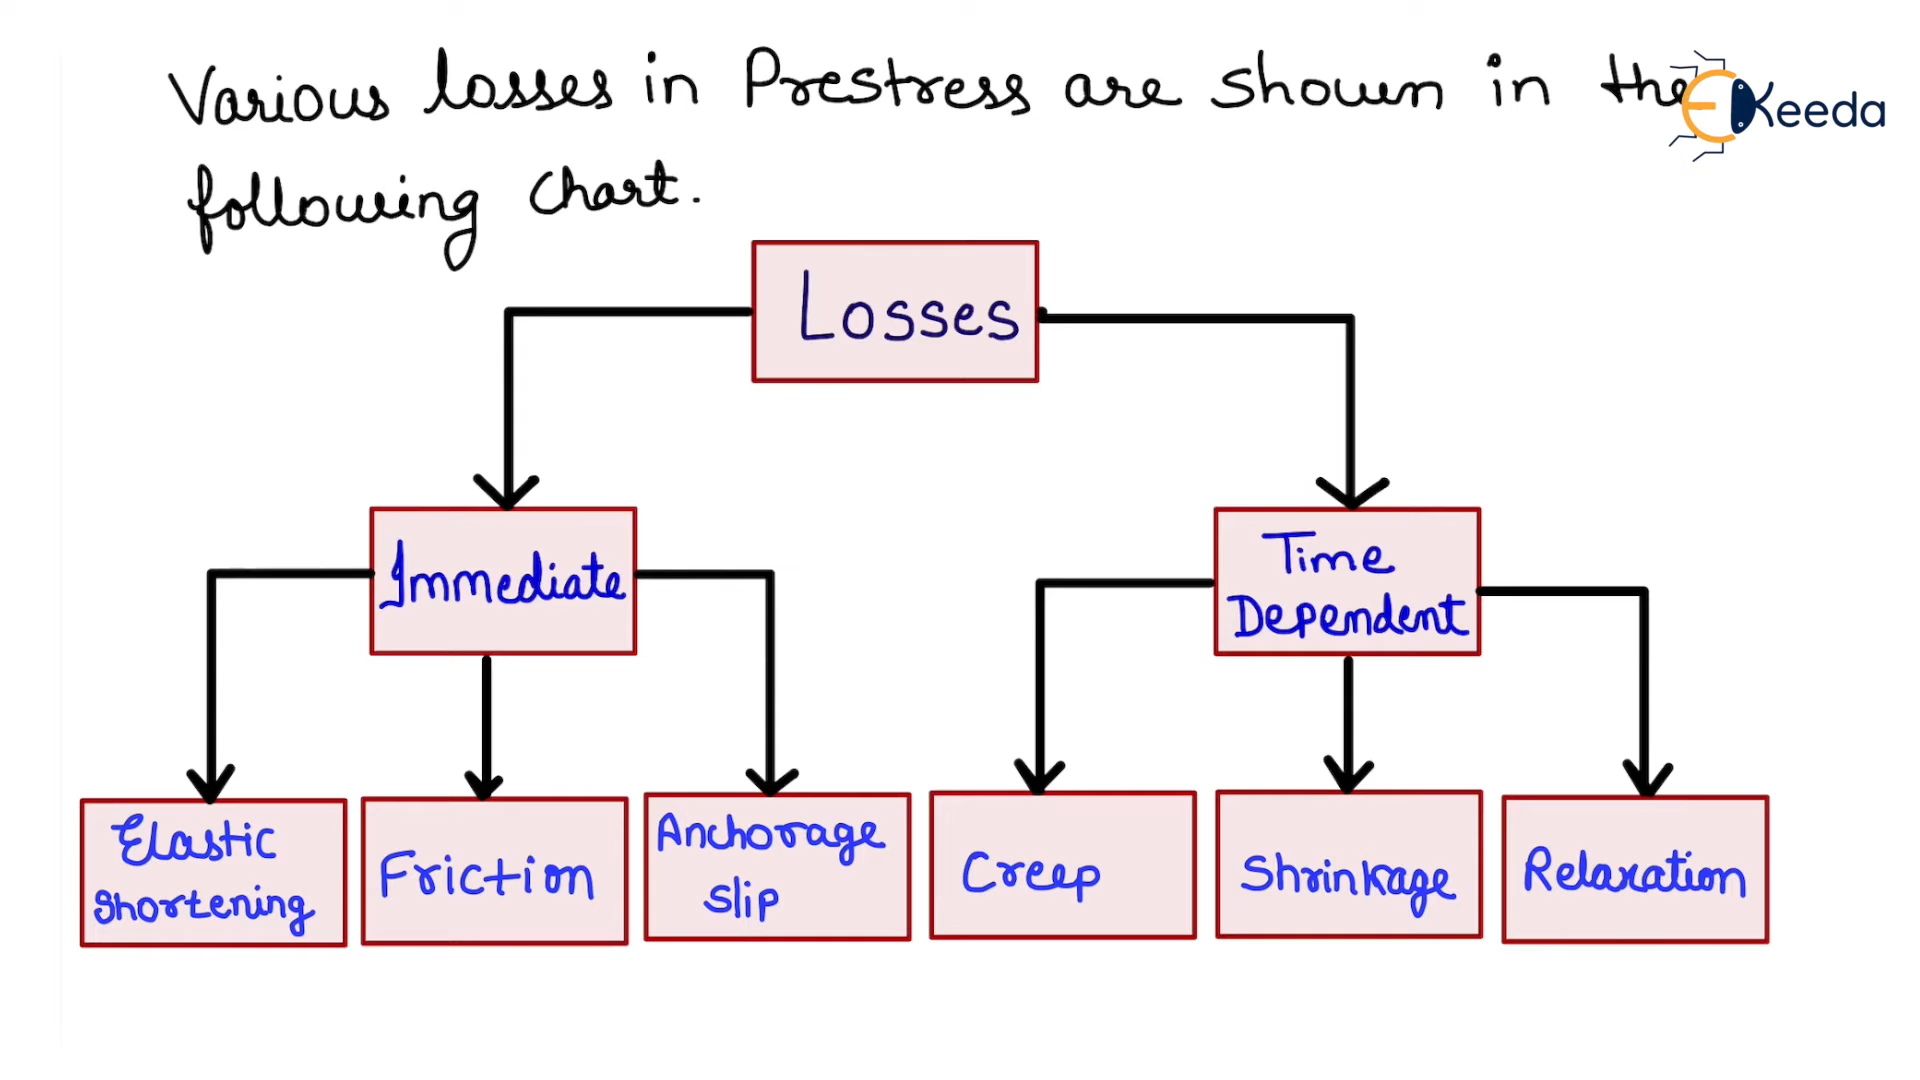 Various losses in Prestress are shown in the
EKeeda
following chart.
Losses
Immediate
Time
Dependent
Elastic
shortening
Friction
Anchorage
slip
Creep
Shrinkage
Relaxation